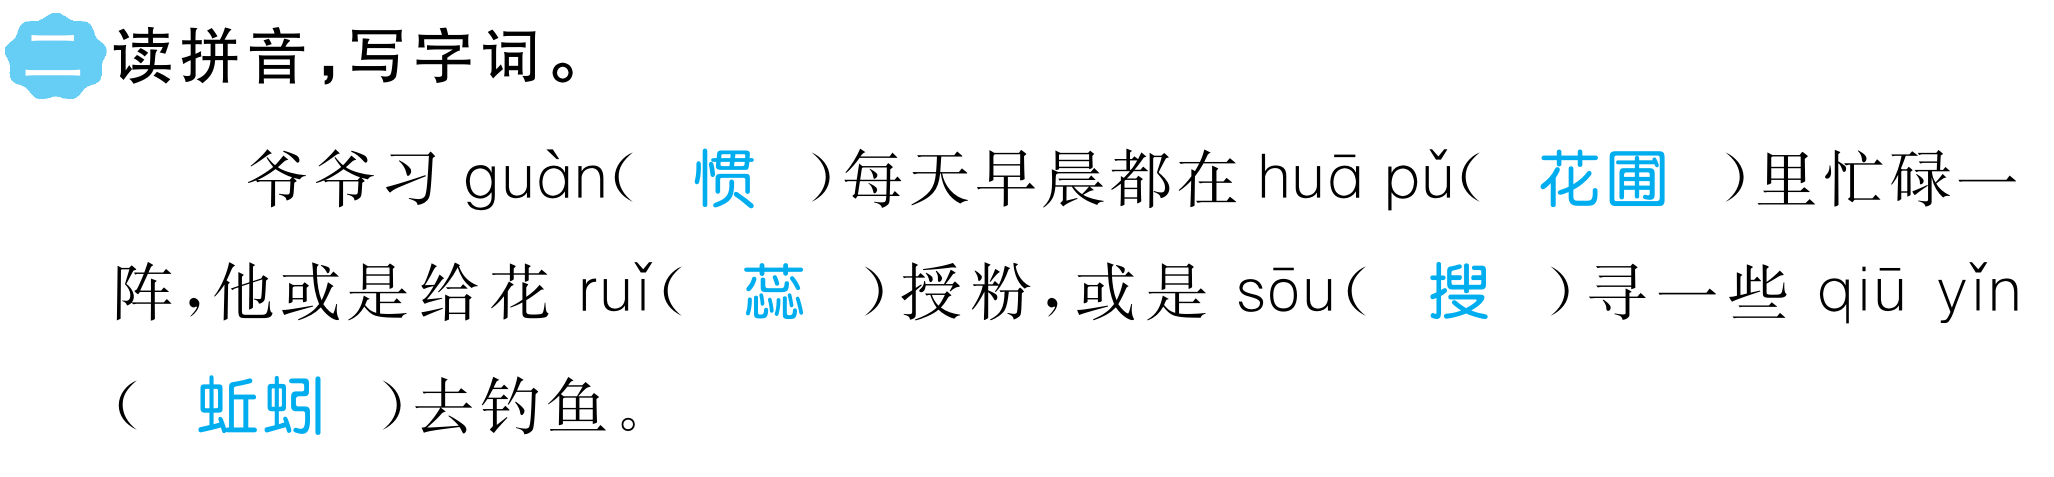 二 读拼音,写字词。
爷爷习 guàn( 惯 )每天早晨都在 huā pǔ( 花圃 )里忙碌一
阵,他或是给花 ruǐ( 蕊 )授粉,或是 sōu( 搜 )寻一些 qiū yǐn
( 蚯蚓 )去钓鱼。